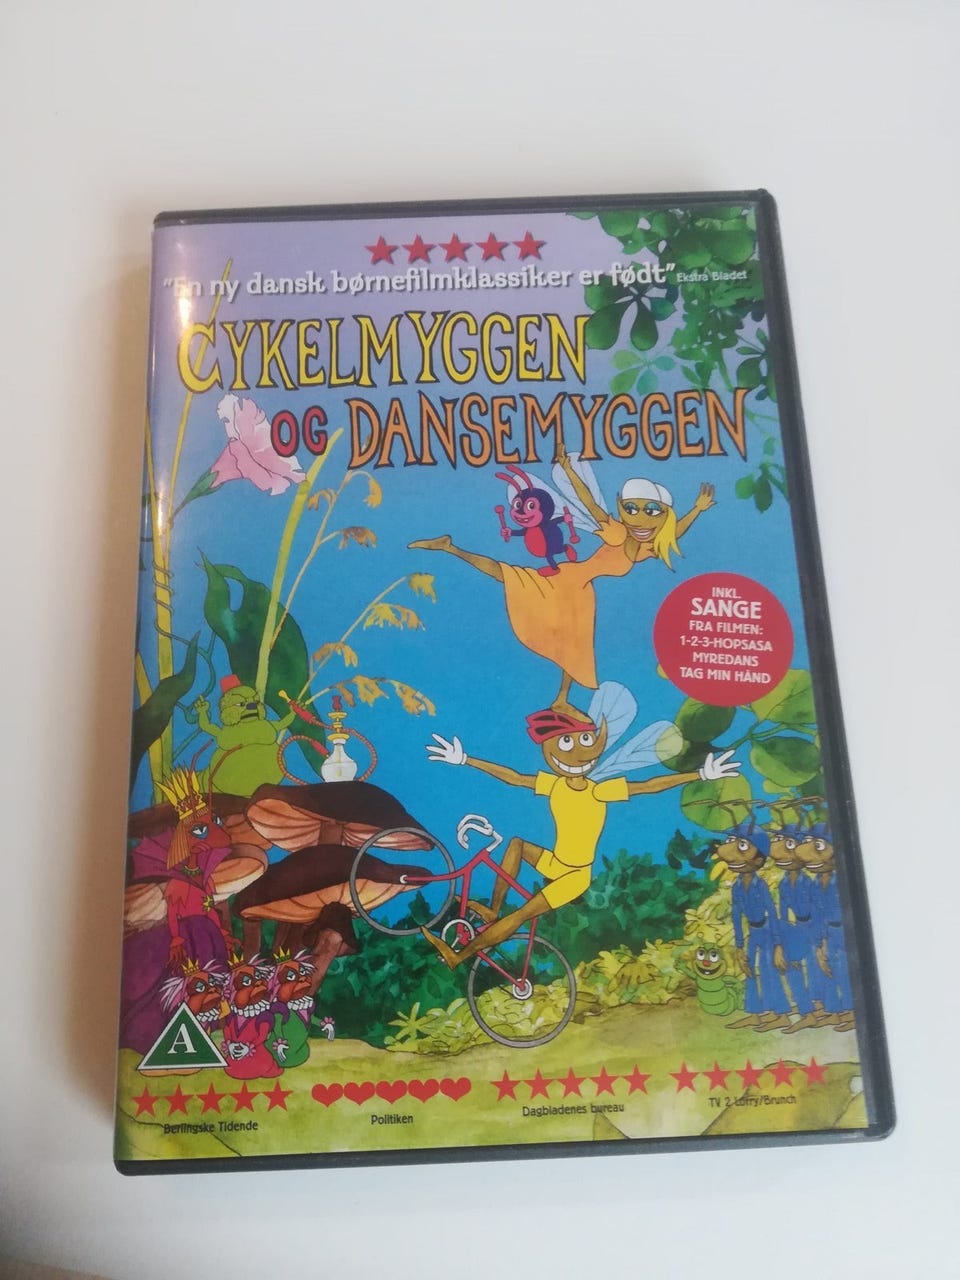 "En ny dansk børnefilmklassiker er født" Ekstra Bladet
CYKELMYGGEN
OG DANSEMYGGEN
INKL.
SANGE
FRA FILMEN:
1-2-3-HOPSASA
MYREDANS
TAG MIN HÅND
A
Berlingske Tidende
Politiken
Dagbladenes bureau
TV 2 Lorry/Brunch